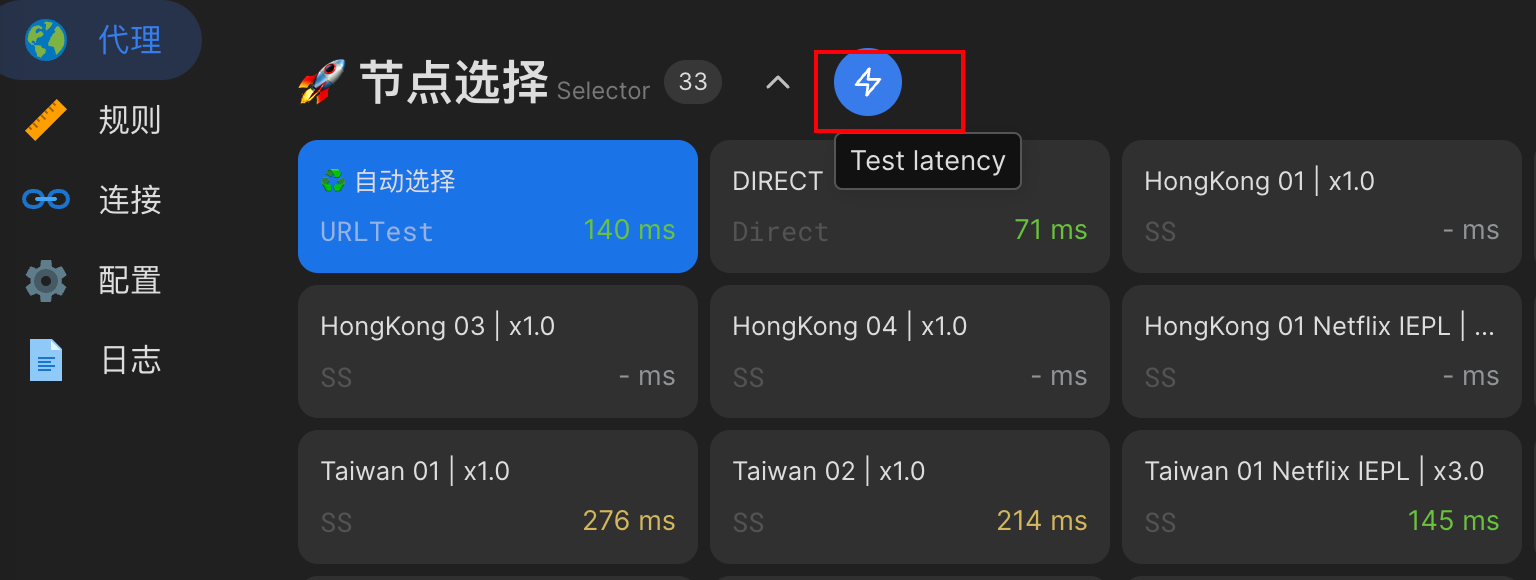 代理
规则
连接
配置
日志
节点选择 Selector 33
Test latency
自动选择
URLTest 140 ms
DIRECT
Direct 71 ms
HongKong 01 | x1.0
SS - ms
HongKong 03 | x1.0
SS - ms
HongKong 04 | x1.0
SS - ms
HongKong 01 Netflix IEPL | ...
SS - ms
Taiwan 01 | x1.0
SS 276 ms
Taiwan 02 | x1.0
SS 214 ms
Taiwan 01 Netflix IEPL | x3.0
SS 145 ms